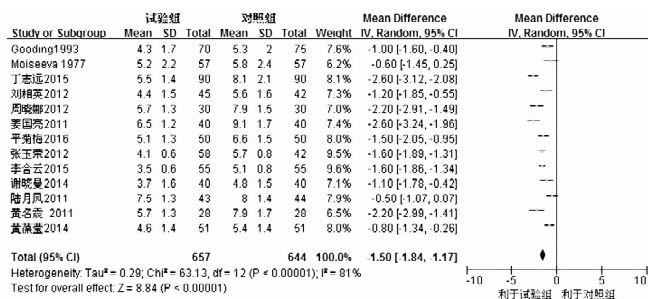 试验组 对照组 Mean Difference Mean Difference
Study or Subgroup Mean SD Total Mean SD Total Weight IV, Random, 95% CI IV, Random, 95% CI
Gooding1993 4.3 1.7 70 5.3 2 75 7.6% -1.00 [-1.60, -0.40]
Moiseeva 1977 5.2 2.2 57 5.8 2.4 57 6.2% -0.60 [-1.45, 0.25]
丁志远2015 5.5 1.4 90 8.1 2.1 90 8.0% -2.60 [-3.12, -2.08]
刘相英2012 4.4 1.5 45 5.6 1.6 42 7.4% -1.20 [-1.85, -0.55]
周晓娜2012 5.7 1.3 30 7.9 1.5 30 7.0% -2.20 [-2.91, -1.49]
姜国亮2011 6.5 1.2 40 9.1 1.7 40 7.4% -2.60 [-3.24, -1.96]
平菊梅2016 5.1 1.3 50 6.6 1.5 50 7.9% -1.50 [-2.05, -0.95]
张玉荣2012 4.1 0.6 58 5.7 0.8 42 9.1% -1.60 [-1.89, -1.31]
李合云2015 3.5 0.6 55 5.1 0.8 55 9.2% -1.60 [-1.86, -1.34]
谢晓曼2014 3.7 1.6 40 4.8 1.5 40 7.2% -1.10 [-1.78, -0.42]
陆月凤2011 7.5 1.3 43 8 1.4 44 7.8% -0.50 [-1.07, 0.07]
黄名震 2011 5.7 1.3 28 7.9 1.7 28 6.5% -2.20 [-2.99, -1.41]
黄葆莹2014 4.6 1.4 51 5.4 1.4 51 7.9% -0.80 [-1.34, -0.26]
Total (95% CI) 657 644 100.0% -1.50 [-1.84, -1.17]
Heterogeneity: Tau² = 0.29; Chi² = 63.13, df = 12 (P < 0.00001); I² = 81%
Test for overall effect: Z = 8.84 (P < 0.00001)
-10 -5 0 5 10
利于试验组 利于对照组